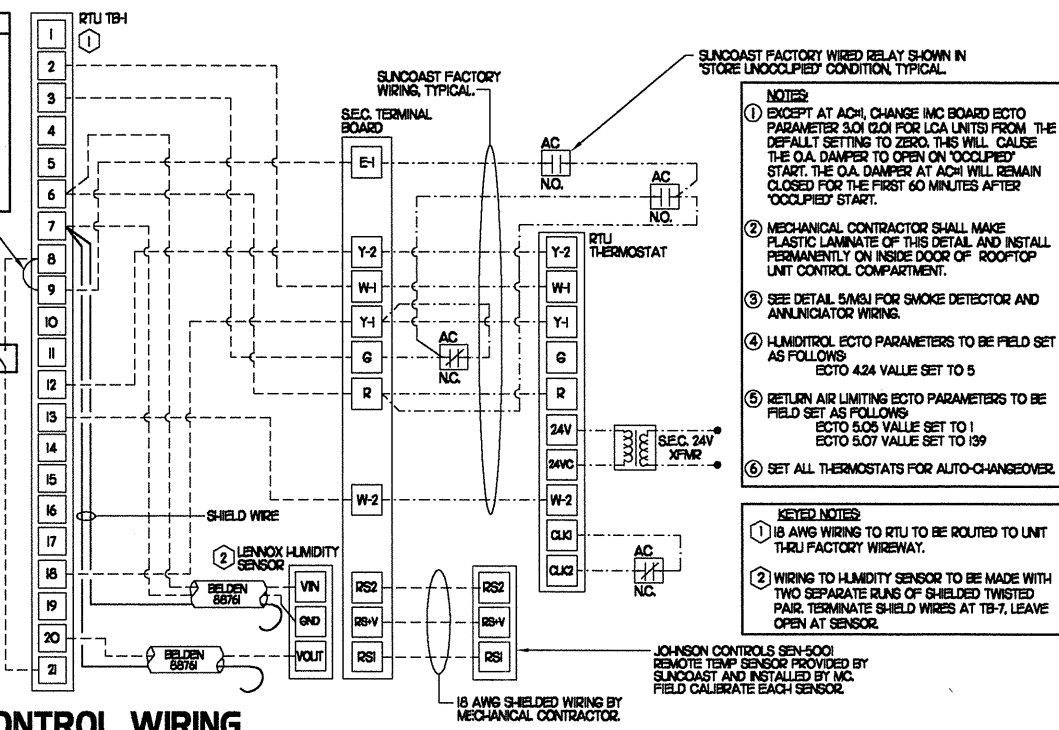 RTU TB-1
1
1
2
3
4
5
6
7
8
9
10
11
12
13
14
15
16
17
18
19
20
21
SHIELD WIRE
2
LENNOX HUMIDITY
SENSOR
BELDEN
88761
BELDEN
88761
VIN
GND
VOUT
SUNCOAST FACTORY
WIRING, TYPICAL.
S.E.C. TERMINAL
BOARD
E-1
Y-2
W-1
Y-1
G
R
W-2
RS2
RS+V
RS1
AC
N.C.
AC
N.O.
AC
N.O.
SUNCOAST FACTORY WIRED RELAY SHOWN IN
"STORE UNOCCUPIED" CONDITION, TYPICAL.
RTU
THERMOSTAT
Y-2
W-1
Y-1
G
R
24V
24VC
W-2
CLK1
CLK2
S.E.C. 24V
XFMR
AC
N.C.
RS2
RS+V
RS1
18 AWG SHIELDED WIRING BY
MECHANICAL CONTRACTOR.
JOHNSON CONTROLS SEN-5001
REMOTE TEMP SENSOR PROVIDED BY
SUNCOAST AND INSTALLED BY MC.
FIELD CALIBRATE EACH SENSOR.
NOTES:
1 EXCEPT AT AC#1, CHANGE IMC BOARD ECTO
PARAMETER 3.01 (2.01 FOR LCA UNITS) FROM THE
DEFAULT SETTING TO ZERO. THIS WILL CAUSE
THE O.A. DAMPER TO OPEN ON "OCCUPIED"
START. THE O.A. DAMPER AT AC#1 WILL REMAIN
CLOSED FOR THE FIRST 60 MINUTES AFTER
"OCCUPIED" START.
2 MECHANICAL CONTRACTOR SHALL MAKE
PLASTIC LAMINATE OF THIS DETAIL AND INSTALL
PERMANENTLY ON INSIDE DOOR OF ROOFTOP
UNIT CONTROL COMPARTMENT.
3 SEE DETAIL 5/M3.1 FOR SMOKE DETECTOR AND
ANNUNICIATOR WIRING.
4 HUMIDITROL ECTO PARAMETERS TO BE FIELD SET
AS FOLLOWS:
ECTO 4.24 VALUE SET TO 5
5 RETURN AIR LIMITING ECTO PARAMETERS TO BE
FIELD SET AS FOLLOWS:
ECTO 5.05 VALUE SET TO 1
ECTO 5.07 VALUE SET TO 139
6 SET ALL THERMOSTATS FOR AUTO-CHANGEOVER.
KEYED NOTES:
1 18 AWG WIRING TO RTU TO BE ROUTED TO UNIT
THRU FACTORY WIREWAY.
2 WIRING TO HUMIDITY SENSOR TO BE MADE WITH
TWO SEPARATE RUNS OF SHIELDED TWISTED
PAIR. TERMINATE SHIELD WIRES AT TB-7, LEAVE
OPEN AT SENSOR.
CONTROL WIRING